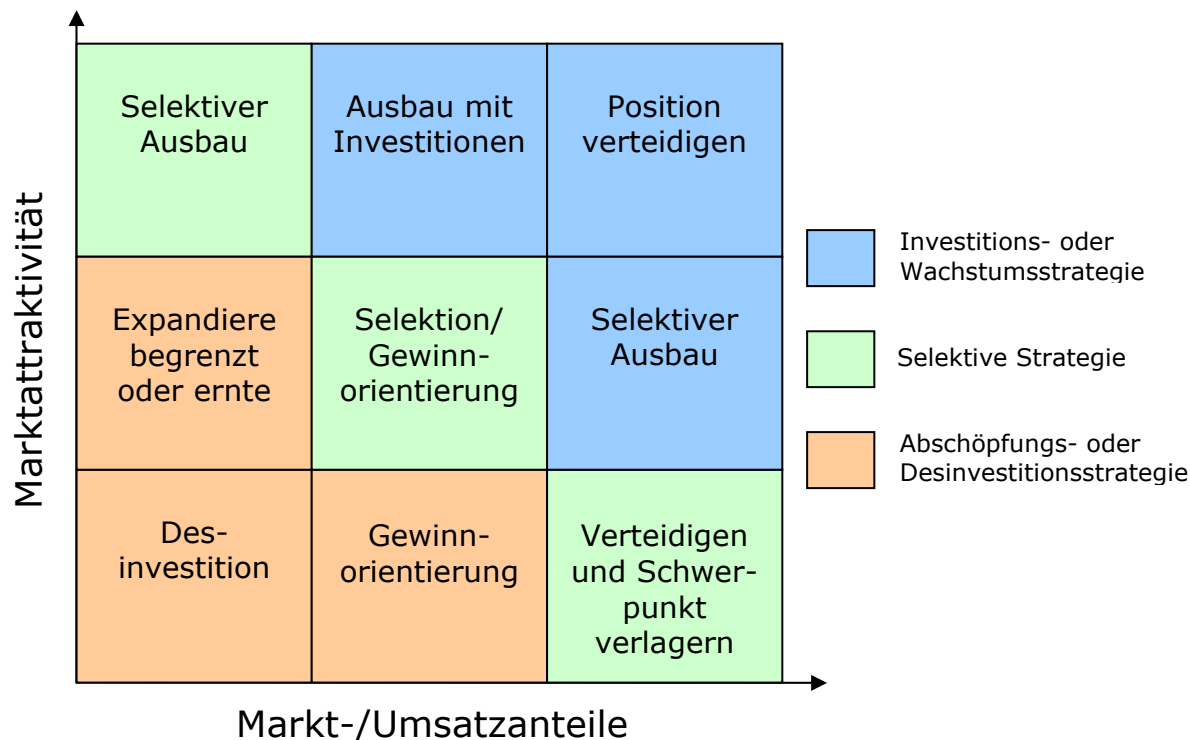 Marktattraktivität
Selektiver
Ausbau
Ausbau mit
Investitionen
Position
verteidigen
Expandiere
begrenzt
oder ernte
Selektion/
Gewinn-
orientierung
Selektiver
Ausbau
Des-
investition
Gewinn-
orientierung
Verteidigen
und Schwer-
punkt
verlagern
Markt-/Umsatzanteile
Investitions- oder
Wachstumsstrategie
Selektive Strategie
Abschöpfungs- oder
Desinvestitionsstrategie